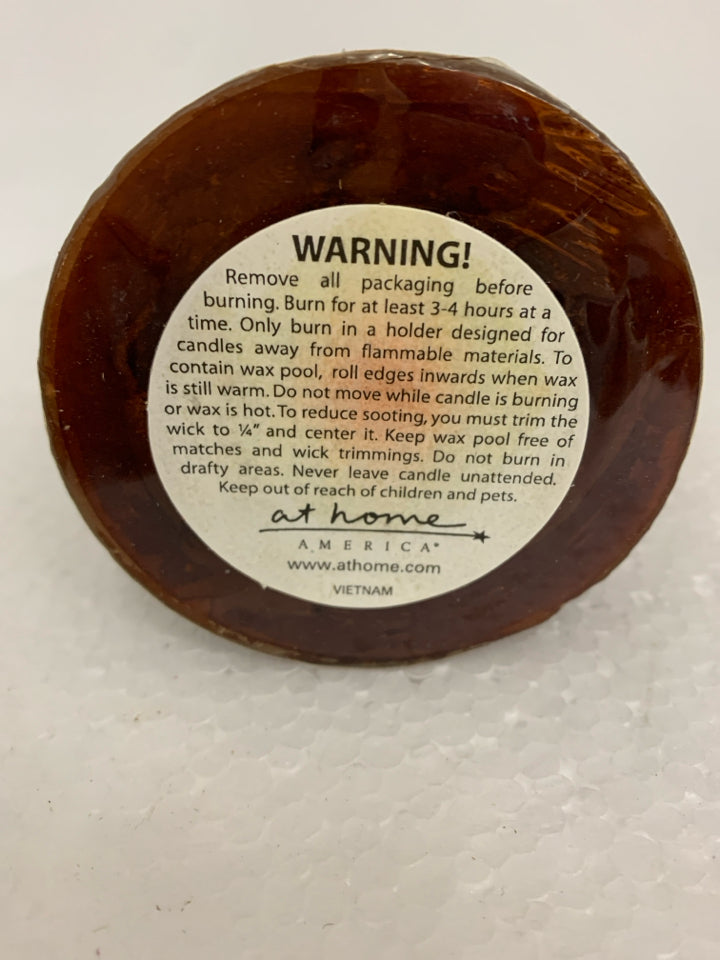 WARNING!
Remove all packaging before
burning. Burn for at least 3-4 hours at a
time. Only burn in a holder designed for
candles away from flammable materials. To
contain wax pool, roll edges inwards when wax
is still warm. Do not move while candle is burning
or wax is hot. To reduce sooting, you must trim the
wick to ¼" and center it. Keep wax pool free of
matches and wick trimmings. Do not burn in
drafty areas. Never leave candle unattended.
Keep out of reach of children and pets.
at home
AMERICA®
www.athome.com
VIETNAM